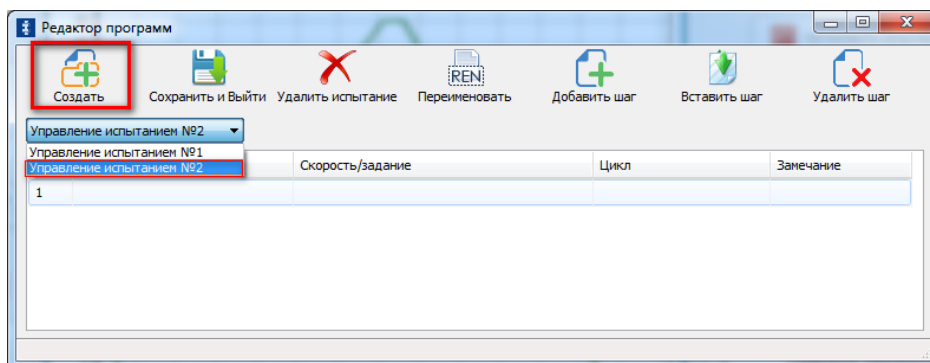 Редактор программ
REN
Создать Сохранить и Выйти Удалить испытание Переименовать Добавить шаг Вставить шаг Удалить шаг
Управление испытанием №2
Управление испытанием №1
Управление испытанием №2
Скорость/задание Цикл Замечание
1